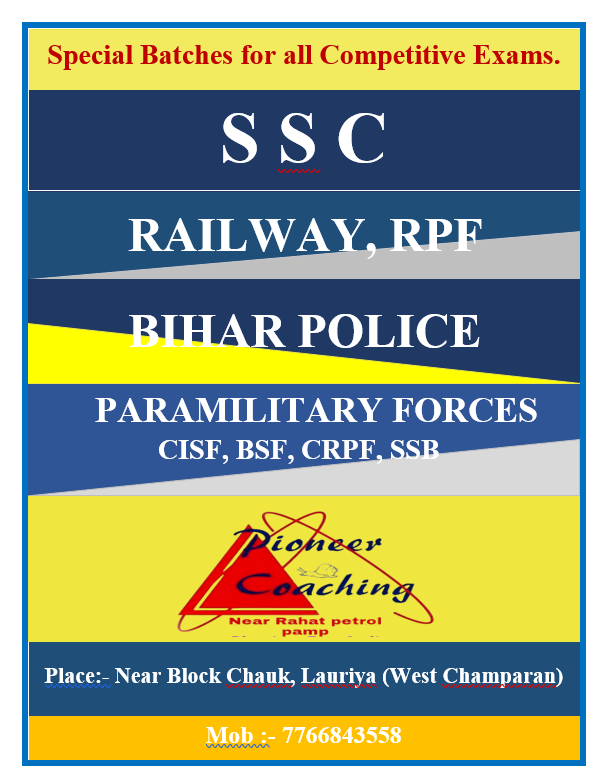 Special Batches for all Competitive Exams.
S S C
RAILWAY, RPF
BIHAR POLICE
PARAMILITARY FORCES
CISF, BSF, CRPF, SSB
Pioneer
Coaching
Near Rahat petrol
pamp
Place:- Near Block Chauk, Lauriya (West Champaran)
Mob :- 7766843558